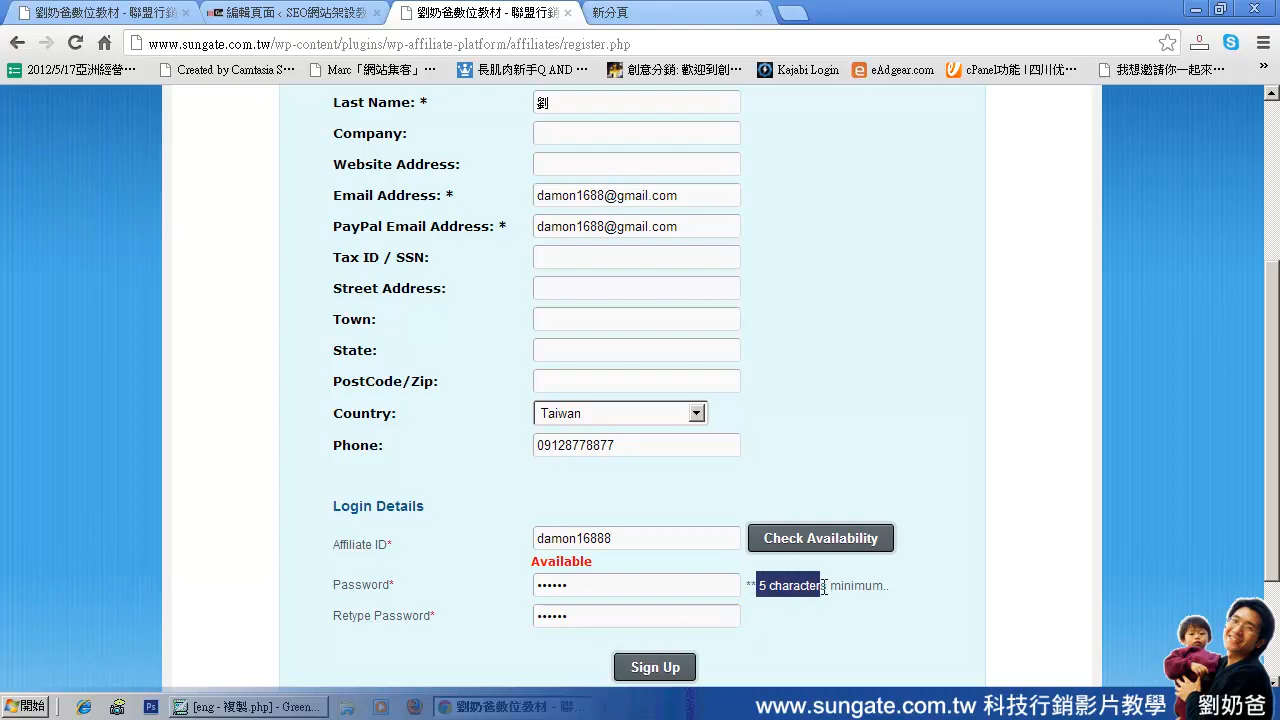 劉奶爸數位教材 - 聯盟行銷
編輯頁面 ‹ SEO網站架設教
劉奶爸數位教材 - 聯盟行銷
新分頁
www.sungate.com.tw/wp-content/plugins/wp-affiliate-platform/affiliates/register.php
2012/5/17亞洲經營···
Created by Camtasia S···
Marc「網站集客」···
長肌肉新手Q AND ···
創意分銷: 歡迎到創···
Kajabi Login
eAdgear.com
cPanel功能 | 四川优···
我想邀請你一起來···
Last Name: *
劉
Company:
Website Address:
Email Address: *
damon1688@gmail.com
PayPal Email Address: *
damon1688@gmail.com
Tax ID / SSN:
Street Address:
Town:
State:
PostCode/Zip:
Country:
Taiwan
Phone:
09128778877
Login Details
Affiliate ID*
damon16888
Check Availability
Available
Password*
••••••
** 5 characters minimum..
Retype Password*
••••••
Sign Up
開始
[eng - 複製.php] - Green...
劉奶爸數位教材 - 聯...
www.sungate.com.tw 科技行銷影片教學
劉奶爸